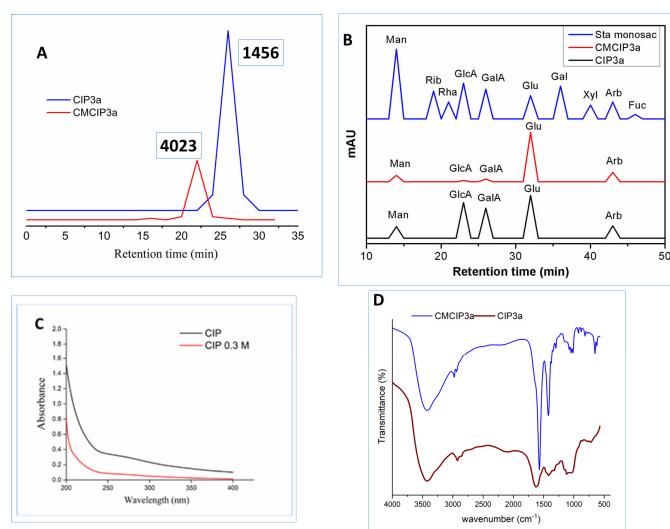 A
1456
CIP3a
CMCIP3a
4023
0 5 10 15 20 25 30 35
Retention time (min)
B
Sta monosac
CMCIP3a
CIP3a
Man
Rib
Rha
GlcA
GalA
Glu
Gal
Xyl
Arb
Fuc
Man
GlcA
GalA
Glu
Arb
Man
GlcA
GalA
Glu
Arb
mAU
10 20 30 40 50
Retention time (min)
C
CIP
CIP 0.3 M
Absorbance
2.0
1.8
1.6
1.4
1.2
1.0
0.8
0.6
0.4
0.2
0.0
200 250 300 350 400
Wavelength (nm)
D
CMCIP3a
CIP3a
Transmittance (%)
4000 3500 3000 2500 2000 1500 1000 500
wavenumber (cm⁻¹)